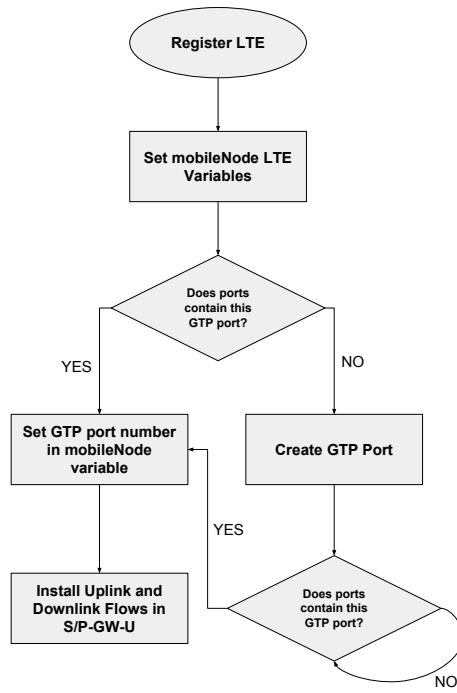 Register LTE
Set mobileNode LTE
Variables
Does ports
contain this
GTP port?
YES
NO
Set GTP port number
in mobileNode
variable
Create GTP Port
YES
Install Uplink and
Downlink Flows in
S/P-GW-U
Does ports
contain this
GTP port?
NO